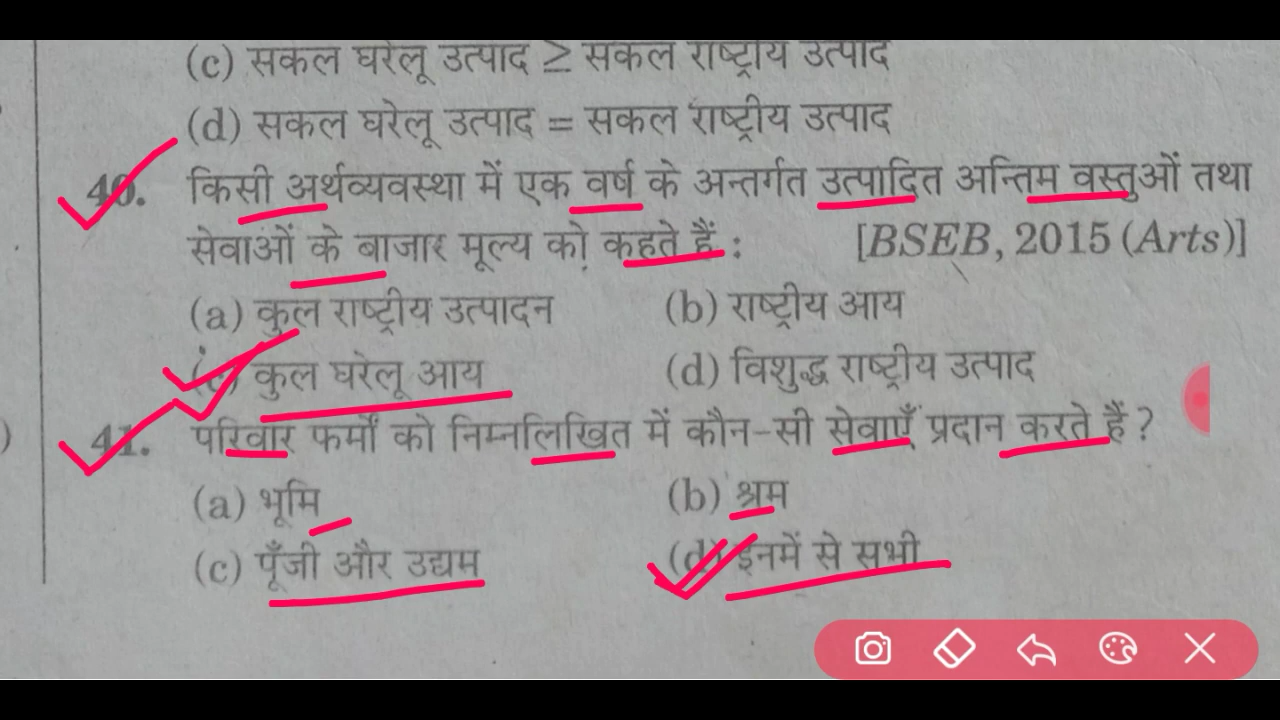 (c) सकल घरेलू उत्पाद ≥ सकल राष्ट्रीय उत्पाद
(d) सकल घरेलू उत्पाद = सकल राष्ट्रीय उत्पाद
40. किसी अर्थव्यवस्था में एक वर्ष के अन्तर्गत उत्पादित अन्तिम वस्तुओं तथा
सेवाओं के बाजार मूल्य को कहते हैं : [BSEB, 2015 (Arts)]
(a) कुल राष्ट्रीय उत्पादन (b) राष्ट्रीय आय
(c) कुल घरेलू आय (d) विशुद्ध राष्ट्रीय उत्पाद
41. परिवार फर्मों को निम्नलिखित में कौन-सी सेवाएँ प्रदान करते हैं ?
(a) भूमि (b) श्रम
(c) पूँजी और उद्यम (d) इनमें से सभी